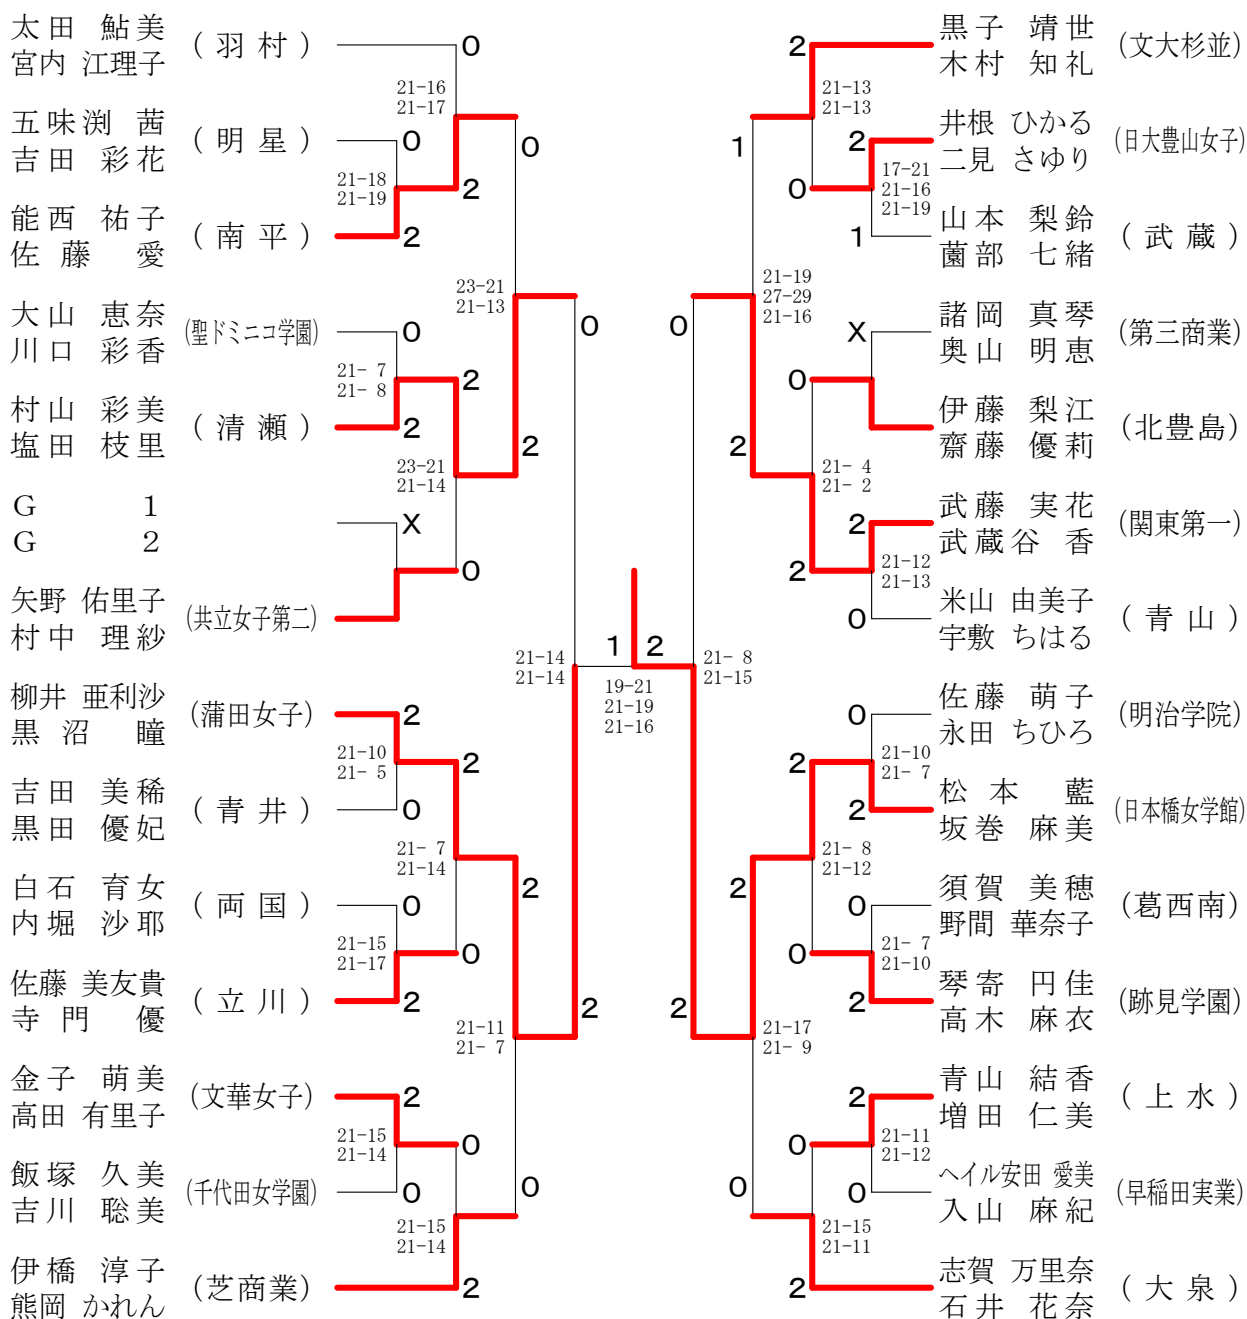 太田 鮎美
宮内 江理子
(羽村)
0
21-16
21-17
五味渕 茜
吉田 彩花
(明星)
0
0
21-18
21-19
2
能西 祐子
佐藤 愛
(南平)
2
23-21
21-13
0
大山 恵奈
川口 彩香
(聖ドミニコ学園)
0
21- 7
21- 8
2
村山 彩美
塩田 枝里
(清瀬)
2
2
23-21
21-14
G 1
G 2
X
0
矢野 佑里子
村中 理紗
(共立女子第二)
21-14
21-14
1
2
19-21
21-19
21-16
柳井 亜利沙
黒沼 瞳
(蒲田女子)
2
21-10
21- 5
2
吉田 美稀
黒田 優妃
(青井)
0
21- 7
21-14
白石 育女
内堀 沙耶
(両国)
0
2
21-15
21-17
0
佐藤 美友貴
寺門 優
(立川)
2
2
21-11
21- 7
金子 萌美
高田 有里子
(文華女子)
2
21-15
21-14
0
飯塚 久美
吉川 聡美
(千代田女学園)
0
0
21-15
21-14
伊橋 淳子
熊岡 かれん
(芝商業)
2
2
黒子 靖世
木村 知礼
(文大杉並)
21-13
21-13
1
2
井根 ひかる
二見 さゆり
(日大豊山女子)
0
17-21
21-16
21-19
1
山本 梨鈴
薗部 七緒
(武蔵)
21-19
27-29
21-16
0
X
諸岡 真琴
奥山 明恵
(第三商業)
0
伊藤 梨江
齋藤 優莉
(北豊島)
2
21- 4
21- 2
2
武藤 実花
武蔵谷 香
(関東第一)
2
21-12
21-13
0
米山 由美子
宇敷 ちはる
(青山)
21- 8
21-15
0
佐藤 萌子
永田 ちひろ
(明治学院)
2
21-10
21- 7
2
松本 藍
坂巻 麻美
(日本橋女学館)
21- 8
21-12
2
0
須賀 美穂
野間 華奈子
(葛西南)
0
21- 7
21-10
2
琴寄 円佳
高木 麻衣
(跡見学園)
2
21-17
21- 9
2
青山 結香
増田 仁美
(上水)
0
21-11
21-12
0
0
ヘイル安田 愛美
入山 麻紀
(早稲田実業)
21-15
21-11
2
志賀 万里奈
石井 花奈
(大泉)